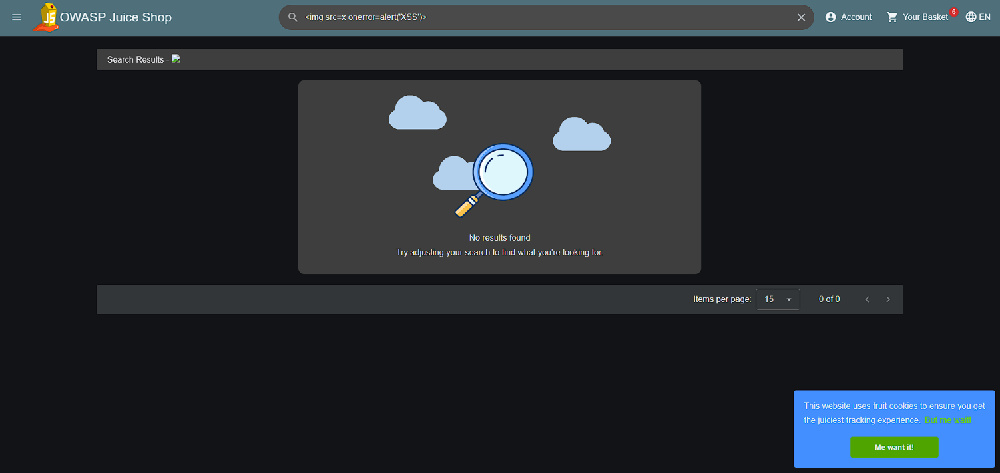 JS OWASP Juice Shop
<img src=x onerror=alert('XSS')>
Account
Your Basket 6
EN
Search Results -
No results found
Try adjusting your search to find what you're looking for.
Items per page: 15
0 of 0
This website uses fruit cookies to ensure you get
the juiciest tracking experience. But me wait!
Me want it!